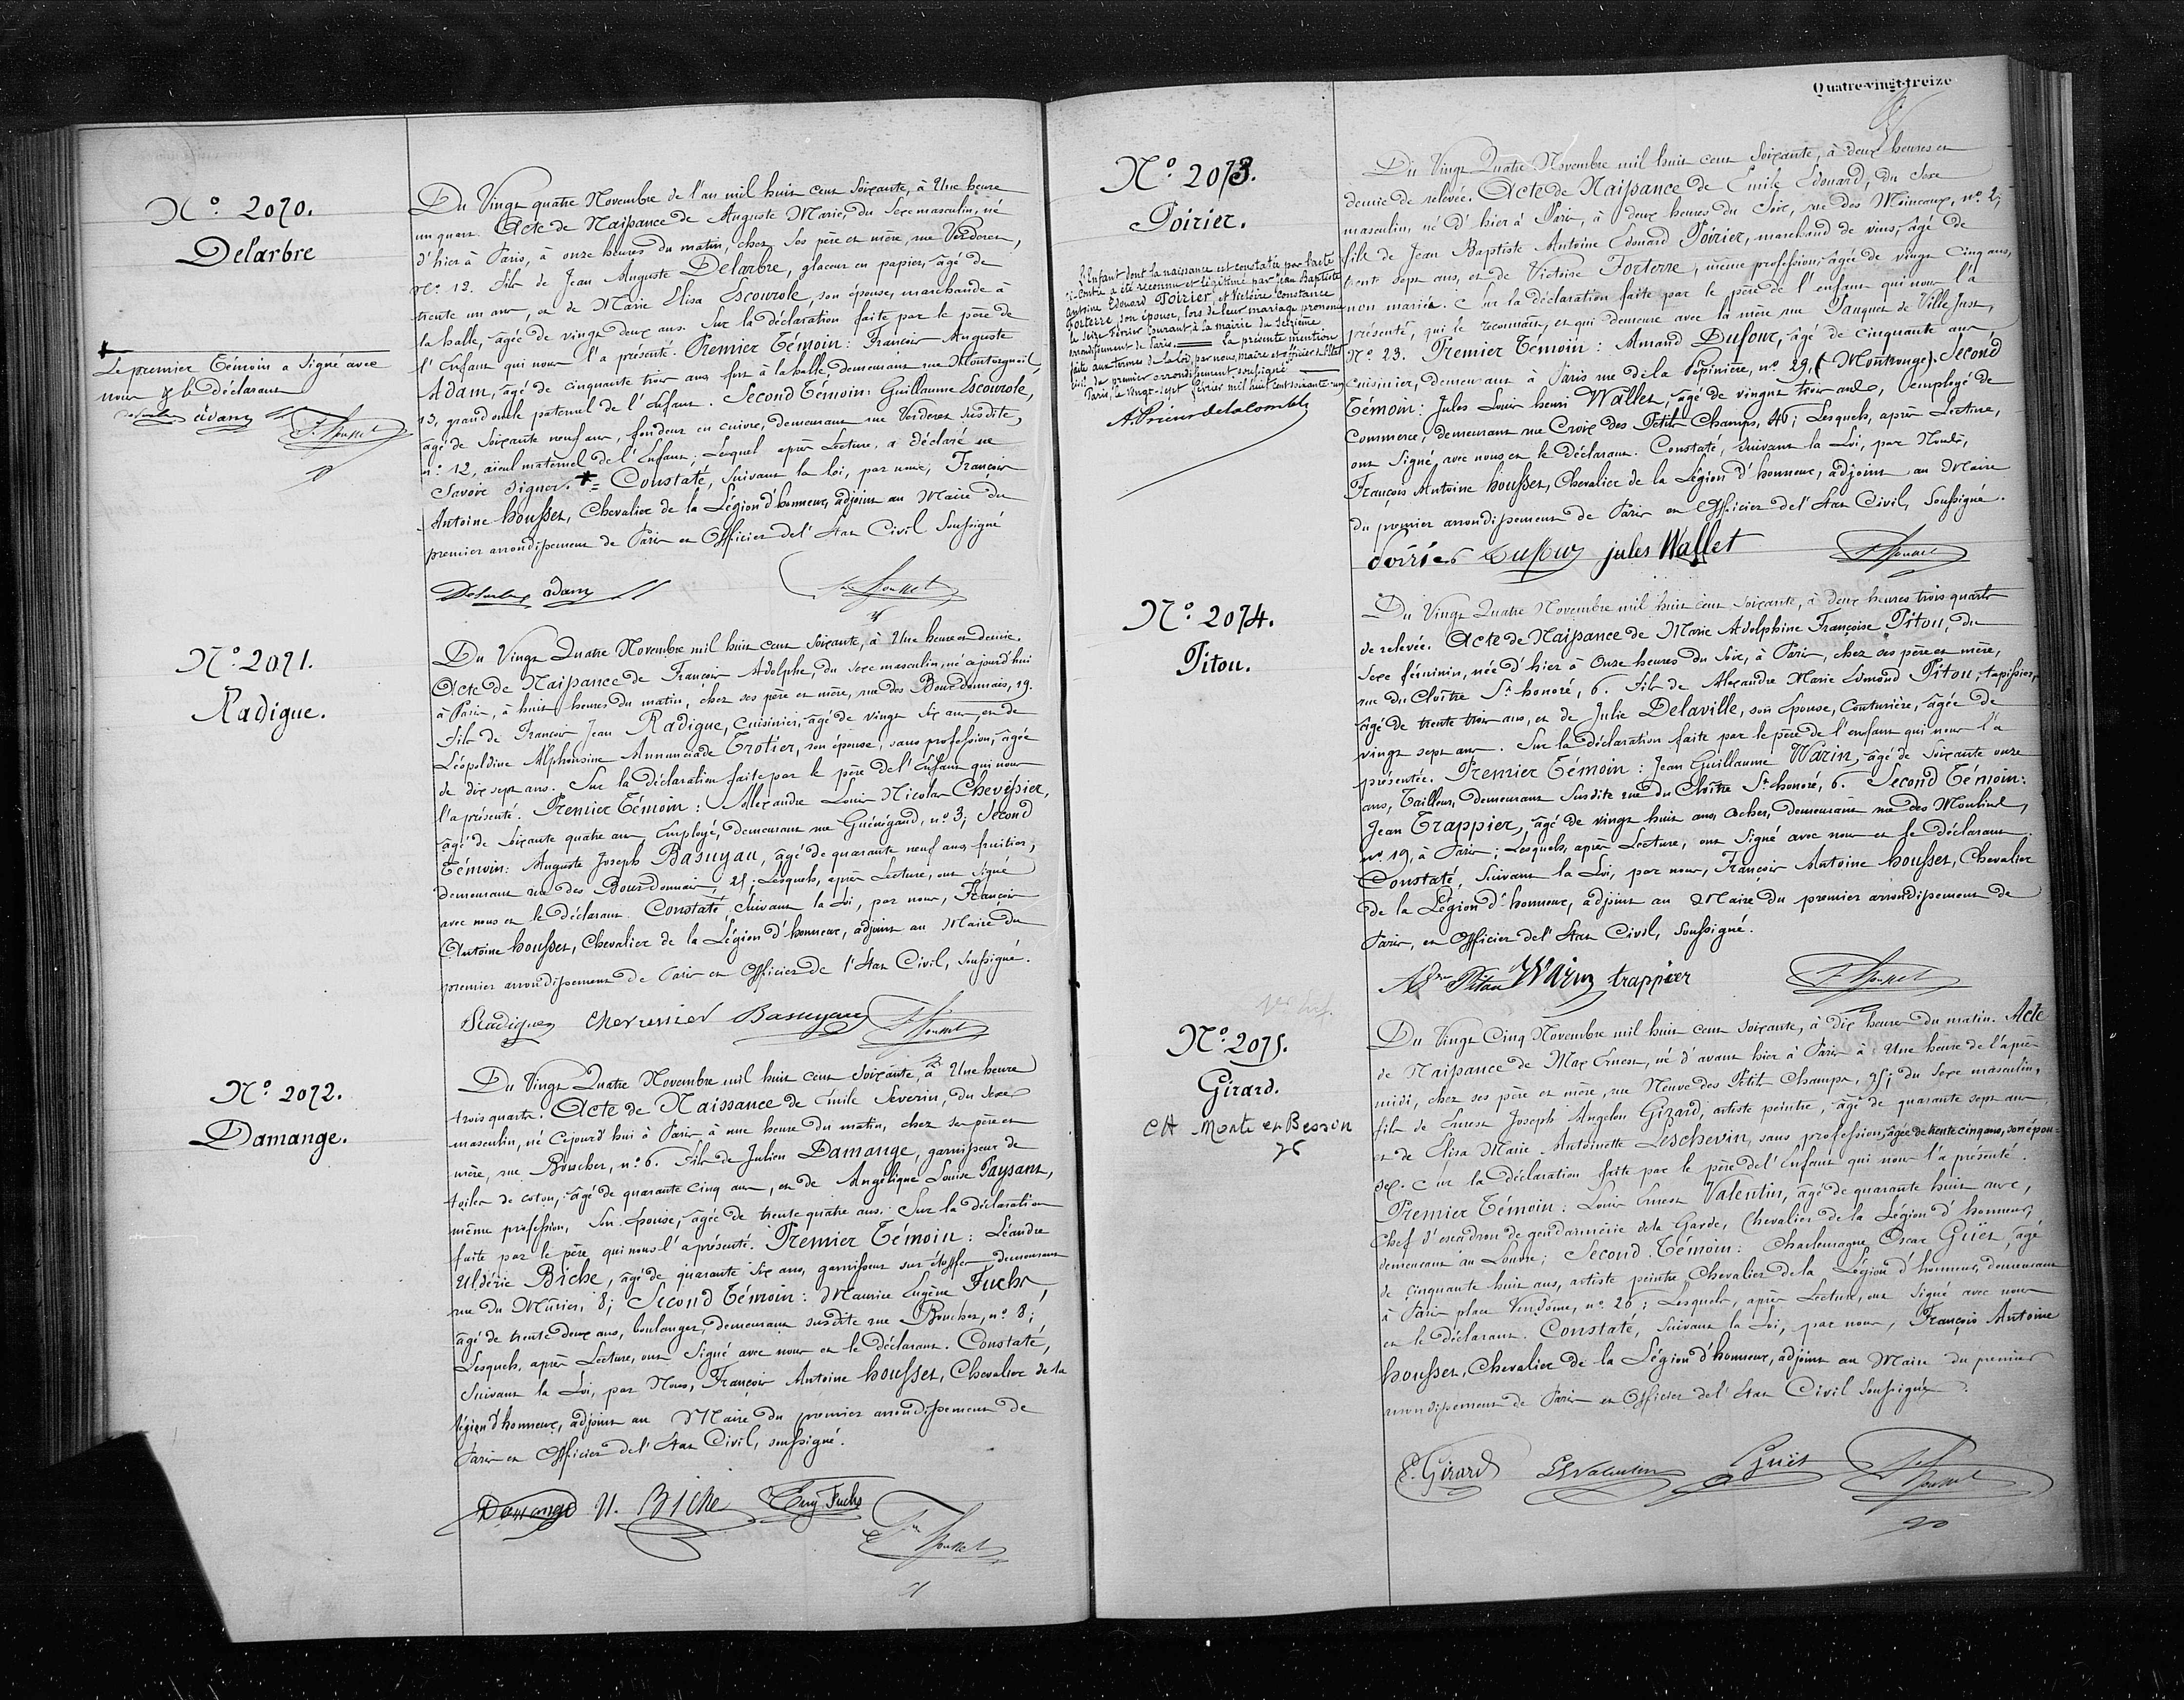 N.º 2070.
Delarbre
Du Vingt quatre Novembre de l'an mil huit cent soixante, à Une heure
un quart. Acte de Naissance de Auguste Marie, du Sexe masculin, né
d'hier à Paris, à onze heures du matin, chez ses père et mère, rue Verderet,
Nº. 12. Fils de Jean Auguste Delarbre, glaceur en papier, âgé de
trente un ans, et de Marie Elisa Escourole, son épouse, marchande à
la halle, âgée de vingt deux ans. Sur la déclaration faite par le père de
l'Enfant qui nous l'a présenté. Premier Témoin: François Auguste
Adam, âgé de cinquante trois ans, fort à la halle, demeurant rue Montorgueil,
13, grand oncle paternel de l'Enfant. Second Témoin: Guillaume Escourole,
âgé de soixante neuf ans, fondeur en cuivre, demeurant rue Verderet susdite,
nº. 12, aïeul maternel de l'Enfant; Lequel après Lecture, a déclaré ne
Savoir Signer. Constaté, Suivant la loi, par nous, François
Antoine housset, Chevalier de la Légion d'honneur, adjoint au Maire du
premier arrondissement de Paris et Officier de l'Etat Civil Soussigné
Delarbre adam F. Housset
Le premier Témoin a Signé avec
nous & le déclarant
Delarbre adam F. Housset
N.º 2071.
Radigue.
Du Vingt Quatre Novembre mil huit cent soixante, à Une heure et demie.
Acte de Naissance de François Adolphe, du sexe masculin, né aujourd'hui
à Paris, à huit heures du matin, chez ses père et mère, rue des Bourdonnais, 19.
Fils de François Jean Radigue, Cuisinier, âgé de vingt six ans, et de
Léopoldine Alphonsine Annunciade Trotier, son épouse, sans profession, âgée
de dix sept ans. Sur la déclaration faite par le père de l'Enfant qui nous
l'a présenté. Premier Témoin: Alexandre Louis Nicolas Chevessier,
âgé de soixante quatre ans, Employé, demeurant rue Guénégaud, nº 3; Second
Témoin: Auguste Joseph Basuyau, âgé de quarante neuf ans, fruitier,
demeurant rue des Bourdonnais, 21; Lesquels, après Lecture, ont Signé
avec nous et le déclarant. Constaté, Suivant la Loi, par nous, François
Antoine housset, Chevalier de la Légion d'honneur, adjoint au Maire du
premier arrondissement de Paris et Officier de l'Etat Civil, soussigné.
Radigue Basuyau F. Housset
N.º 2072.
Damange.
Du Vingt Quatre Novembre mil huit cent soixante, à Une heure
trois quarts. Acte de Naissance de Emile Séverin, du Sexe
masculin, né Cejourd'hui à Paris à une heure du matin, chez ses père et
mère, rue Boucher, nº. 6. Fils de Julien Damange, garnisseur de
toiles de coton, âgé de quarante cinq ans, et de Angélique Louise Paysant,
même profession, Son épouse, âgée de trente quatre ans. Sur la déclaration
faite par le père, qui nous l'a présenté. Premier Témoin: Léandre
Uldéric Biche, âgé de quarante six ans, garnisseur sur étoffes, demeurant
rue du Mûrier, 8; Second Témoin: Maurice Eugène Fuchs,
âgé de trente deux ans, boulanger, demeurant susdite rue Boucher, nº. 8;
Lesquels, après Lecture, ont Signé avec nous et le déclarant. Constaté,
Suivant la Loi, par Nous, François Antoine housset, Chevalier de la
légion d'honneur, adjoint au Maire du premier arrondissement de
Paris et Officier de l'Etat Civil, soussigné.
Damange U. Biche Eug. Fuchs F. Housset
Quatre-vingt-treize
N.º 2073.
Poirier.
L'Enfant dont la naissance est constatée par l'acte
ci-contre a été reconnu et légitimé par Jean Baptiste
Antoine Edouard Poirier, et Victoire Constance
Forterre son épouse, lors de leur mariage prononcé
le seize Février courant à la mairie du seizième
arrondissement de Paris. La présente mention
faite aux termes de la loi, par nous, maire et officier de l'Etat
Civil du premier arrondissement soussigné
Paris, le vingt-sept février mil huit cent soixante-un
Du Vingt Quatre Novembre mil huit cent Soixante, à deux heures et
demie de relevée. Acte de Naissance de Emile Edouard, du Sexe
masculin, né d'hier à Paris, à deux heures du Soir, rue des Moineaux, nº. 2;
fils de Jean Baptiste Antoine Edouard Poirier, marchand de vins, âgé de
trente sept ans, et de Victoire Forterre, même profession, âgée de vingt Cinq ans,
non mariés. Sur la déclaration faite par le père de l'enfant qui nous l'a
présenté, qui le reconnaît, et qui demeure avec la mère rue Pauquet de Ville Just,
Nº. 23. Premier Témoin: Amand Dufour, âgé de cinquante ans,
cuisinier, demeurant à Paris rue de la Pépinière, nº. 29, (Montrouge). Second
Témoin: Jules Louis henri Wallet, âgé de vingt trois ans, employé de
Commerce, demeurant rue Croix des Petits Champs, 40; Lesquels, après Lecture,
ont Signé avec nous et le déclarant. Constaté, suivant la Loi, par Nous,
François Antoine housset, Chevalier de la Légion d'honneur, adjoint au Maire
du premier arrondissement de Paris et Officier de l'Etat Civil, Soussigné.
Poirier Dufour jules Wallet F. Housset
N.º 2074.
Piton.
Du Vingt Quatre Novembre mil huit cent soixante, à Deux heures trois quarts
de relevée. Acte de Naissance de Marie Adolphine Françoise Piton, du
Sexe féminin, née d'hier à Onze heures du Soir, à Paris, chez ses père et mère,
rue du Cloître St. honoré, 6. Fils de Alexandre Marie Edmond Piton, tapissier,
âgé de trente trois ans, et de Julie Delaville, son épouse, Couturière, âgée de
vingt sept ans. Sur la déclaration faite par le père de l'enfant qui nous l'a
présentée. Premier Témoin: Jean Guillaume Warin, âgé de soixante onze
ans, Tailleur, demeurant Susdite rue du Cloître St. honoré, 6. Second Témoin:
Jean Trappier, âgé de vingt huit ans, cocher, demeurant rue des Moulins,
nº 19, à Paris; Lesquels, après Lecture, ont Signé avec nous et le déclarant.
Constaté, Suivant la Loi, par nous, François Antoine housset, Chevalier
de la Légion d'honneur, adjoint au Maire du premier arrondissement de
Paris, et Officier de l'Etat Civil, soussigné.
Piton Warin trappier F. Housset
N.º 2075.
Girard.
Du Vingt Cinq Novembre mil huit cent soixante, à dix heures du matin. Acte
de Naissance de Max Ernest, né d'avant hier à Paris à Une heure de l'après
midi, chez ses père et mère, rue Neuve des Petits Champs, 95; du Sexe masculin,
fils de Ernest Joseph Angelon Girard, artiste peintre, âgé de quarante sept ans,
et de Elisa Marie Antoinette Leschevin, sans profession, âgée de trente cinq ans, son épou=
se. Sur la déclaration faite par le père de l'Enfant qui nous l'a présenté.
Premier Témoin: Louis Ernest Valentin, âgé de quarante huit ans,
Chef d'escadron de gendarmerie de la Garde, Chevalier de la Légion d'honneur,
demeurant au Louvre; Second Témoin: Charlemagne Oscar Guët, âgé
de cinquante huit ans, artiste peintre, Chevalier de la Légion d'honneur, demeurant
à Paris place Vendôme, nº. 26; Lesquels, après Lecture, ont Signé avec nous
et le déclarant. Constaté, Suivant la Loi, par nous, François Antoine
housset, Chevalier de la Légion d'honneur, adjoint au Maire du premier
arrondissement de Paris et Officier de l'Etat Civil Soussigné.
E. Girard Valentin Guët F. Housset